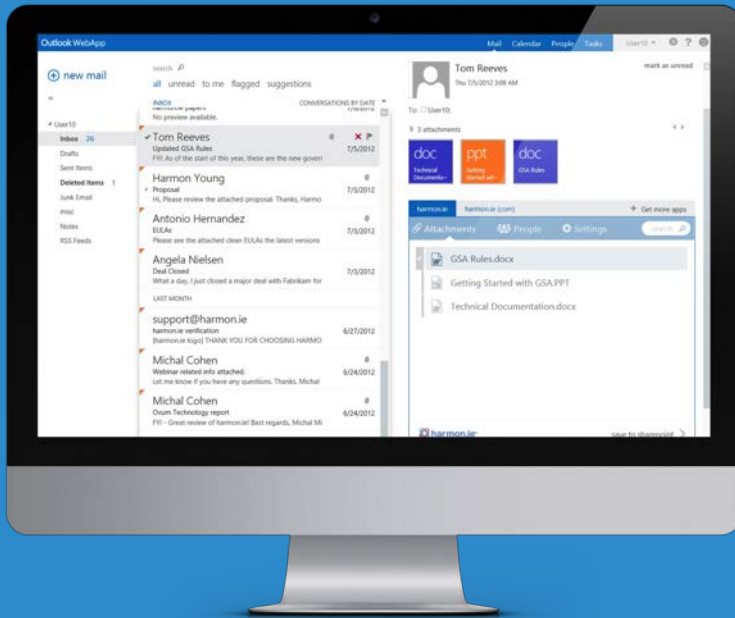 Outlook WebApp
Mail Calendar People Tasks User10 ?
new mail
«
User10
Inbox 26
Drafts
Sent Items
Deleted Items 1
Junk Email
misc
Notes
RSS Feeds
search
all unread to me flagged suggestions
INBOX CONVERSATIONS BY DATE
harmon.ie papers
No preview available.
Tom Reeves
Updated GSA Rules 7/5/2012
FYI: As of the start of this year, these are the new govern
Harmon Young
Proposal 7/3/2012
Hi, Please review the attached proposal. Thanks, Harmo
Antonio Hernandez
EULAs 7/3/2012
Please see the attached clean EULAs the latest versions
Angela Nielsen
Deal Closed 7/3/2012
What a day, I just closed a major deal with Fabrikam for
LAST MONTH
support@harmon.ie
harmon.ie verification 6/27/2012
[harmon.ie logo] THANK YOU FOR CHOOSING HARMO
Michal Cohen
Webinar related info attached. 6/24/2012
Let me know if you have any questions. Thanks, Michal
Michal Cohen
Ovum Technology report 6/24/2012
FYI - Great review of harmon.ie! Best regards, Michal Mi
Tom Reeves mark as unread
Thu 7/5/2012 3:08 AM
To: User10;
3 attachments
doc ppt doc
Technical Getting GSA Rules
Documenta~ Started wit~
harmon.ie harmon.ie (com) + Get more apps
Attachments People Settings search
GSA Rules.docx
Getting Started with GSA.PPT
Technical Documentation.docx
harmon.ie save to sharepoint